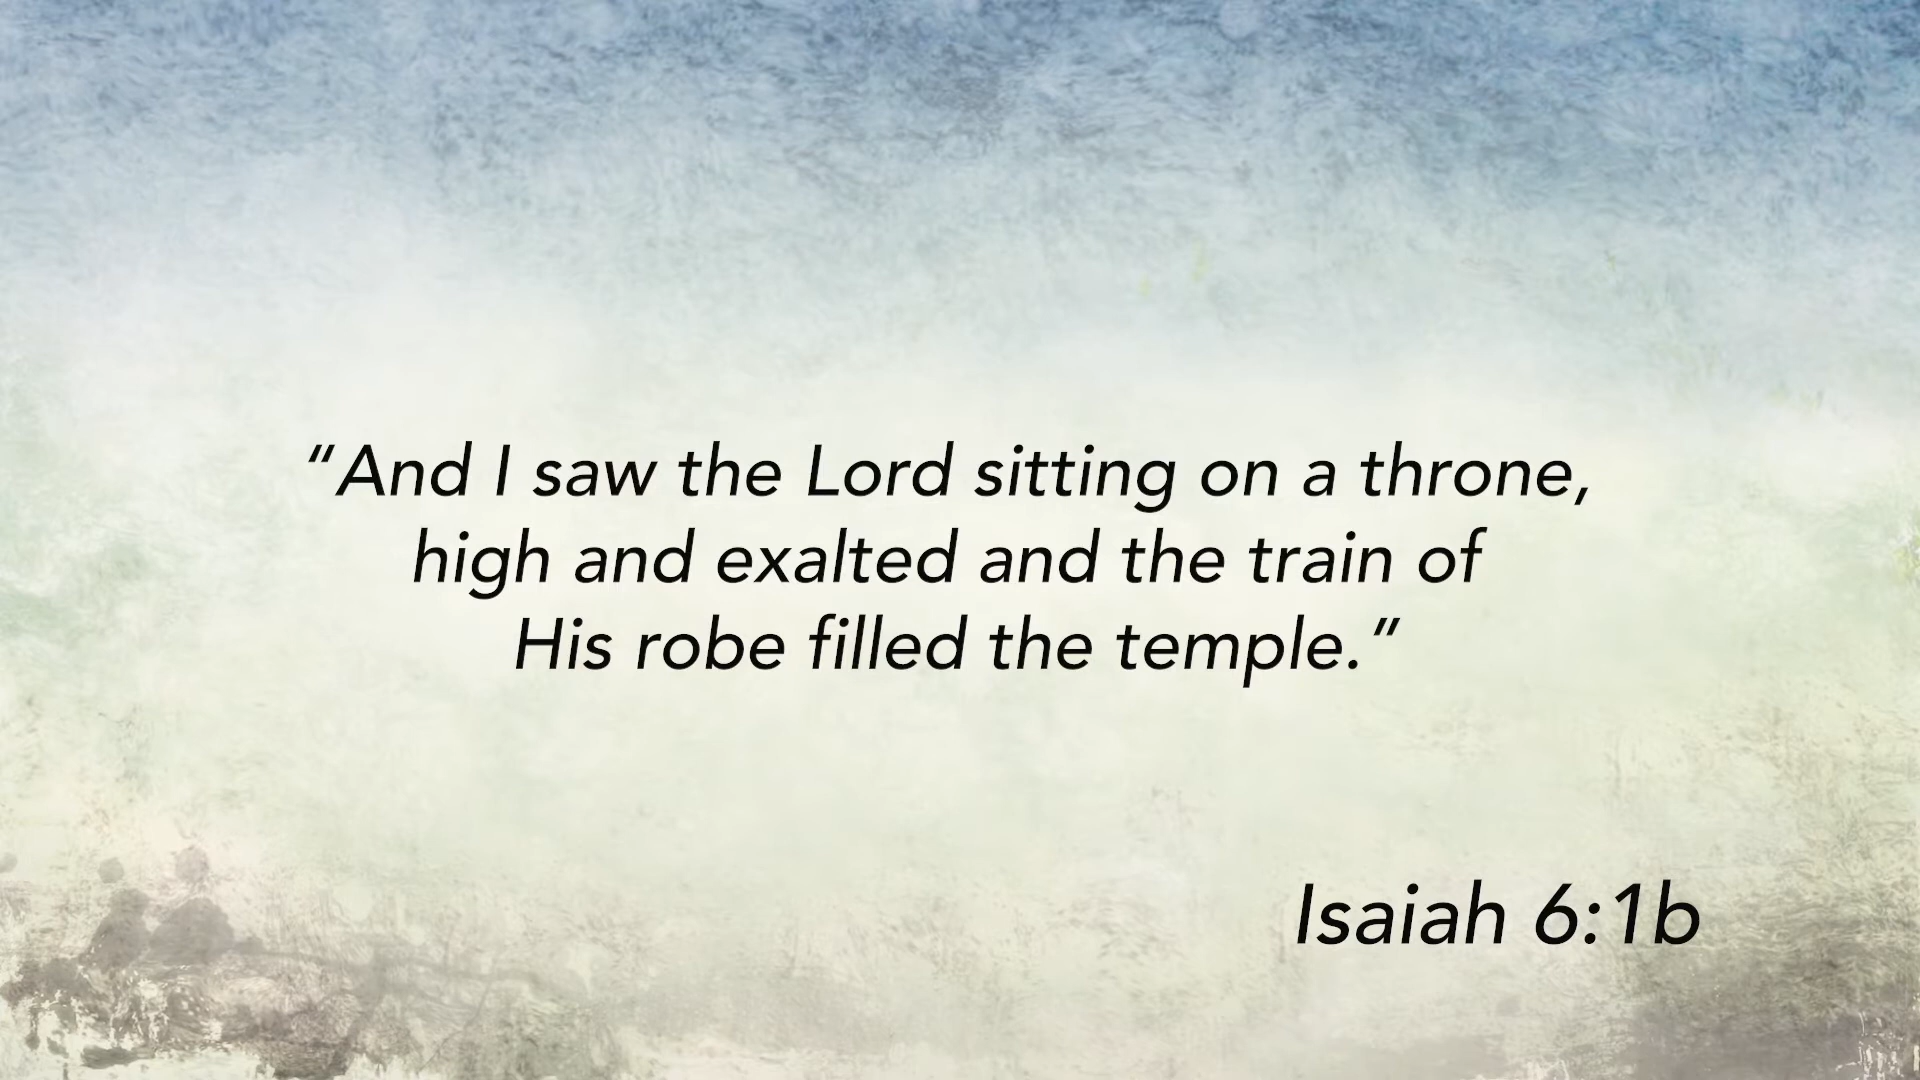 “And I saw the Lord sitting on a throne,
high and exalted and the train of
His robe filled the temple.”
Isaiah 6:1b